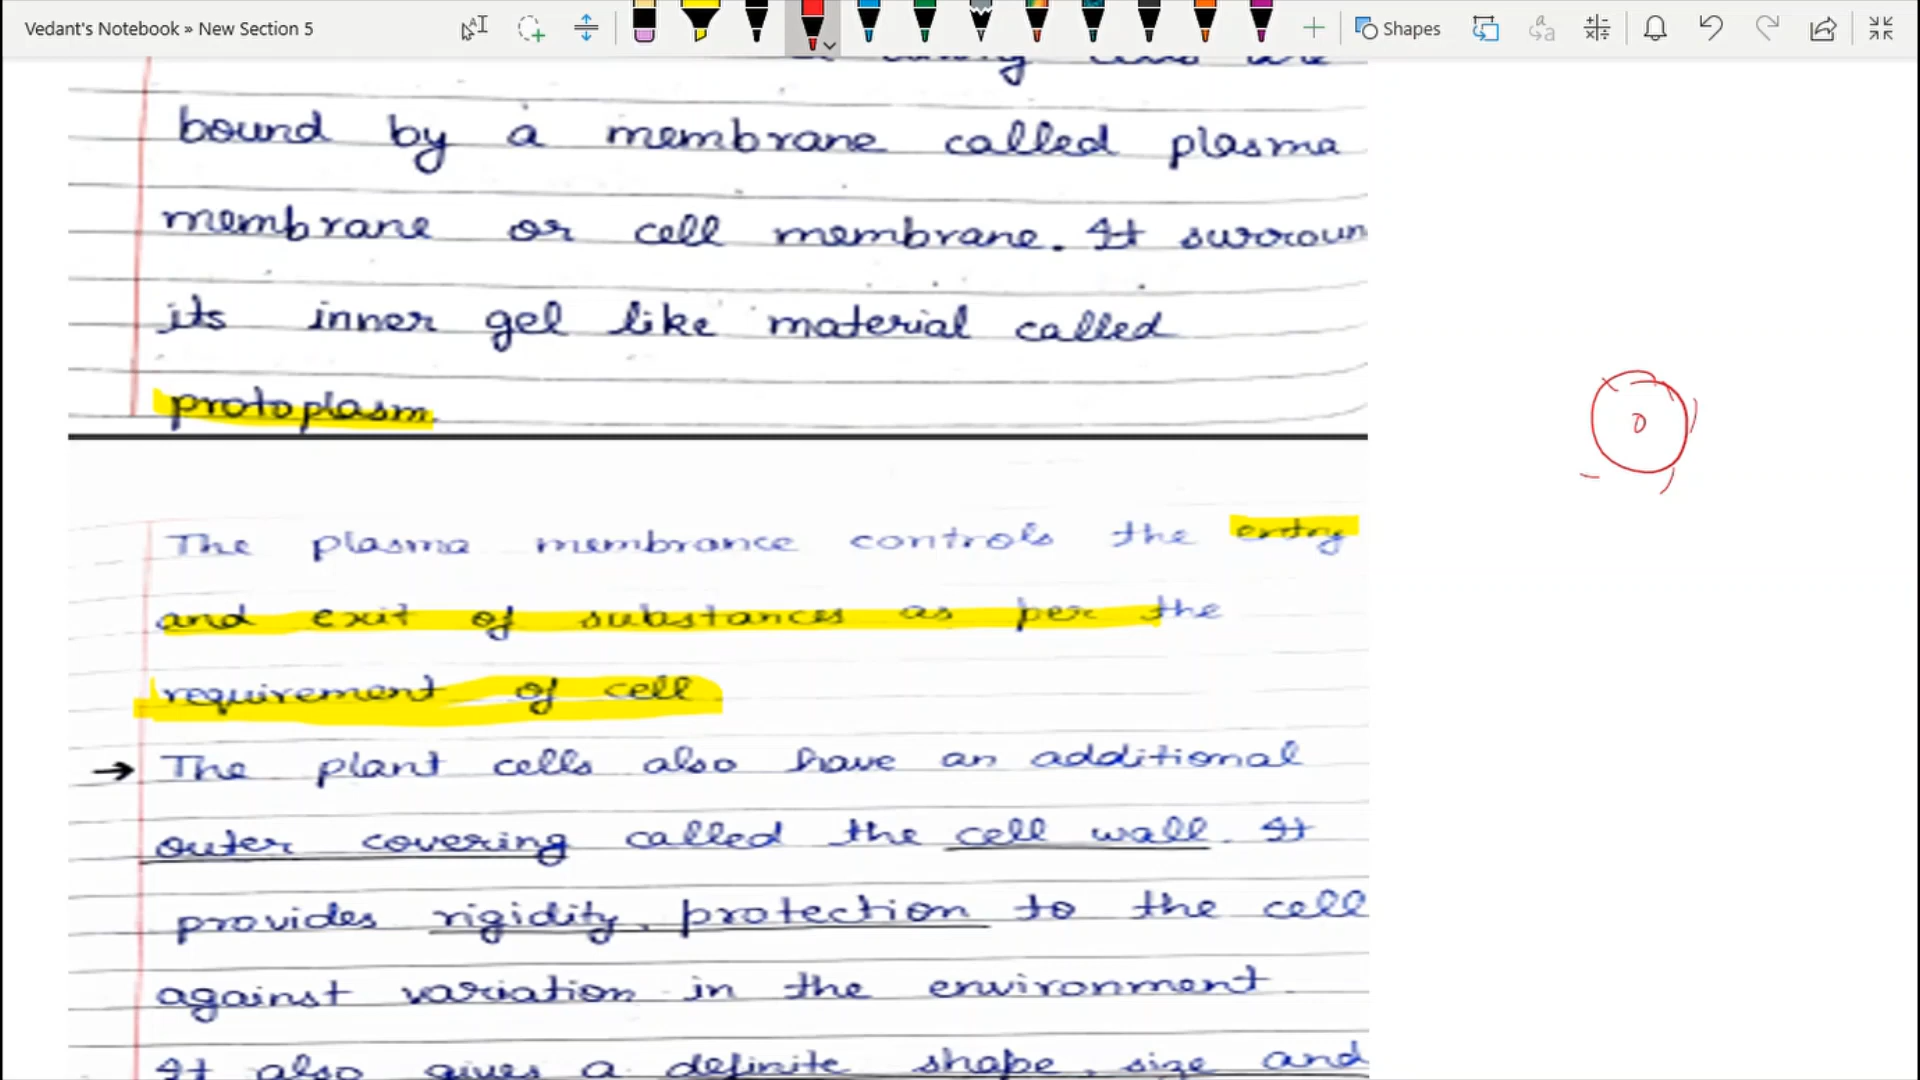 Vedant's Notebook » New Section 5
Shapes
bound by a membrane called plasma
membrane or cell membrane. It surroun
its inner gel like material called
protoplasm.
The plasma membrance controls the entry
and exit of substances as per the
requirement of cell
→ The plant cells also have an additional
outer covering called the cell wall. It
provides rigidity, protection to the cell
against variation in the environment.
It also gives a definite shape, size and